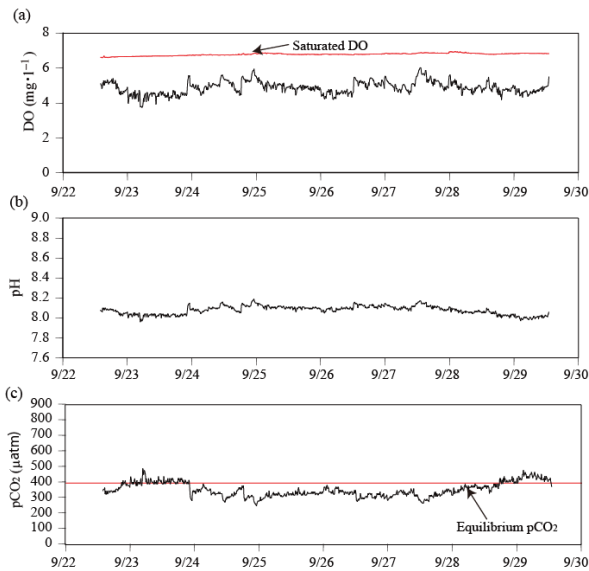 (a)
8
6
4
2
0
DO (mg·l⁻¹)
Saturated DO
9/22 9/23 9/24 9/25 9/26 9/27 9/28 9/29 9/30
(b)
9.0
8.8
8.6
8.4
8.2
8.0
7.8
7.6
pH
9/22 9/23 9/24 9/25 9/26 9/27 9/28 9/29 9/30
(c)
900
800
700
600
500
400
300
200
100
0
pCO₂ (μatm)
Equilibrium pCO₂
9/22 9/23 9/24 9/25 9/26 9/27 9/28 9/29 9/30